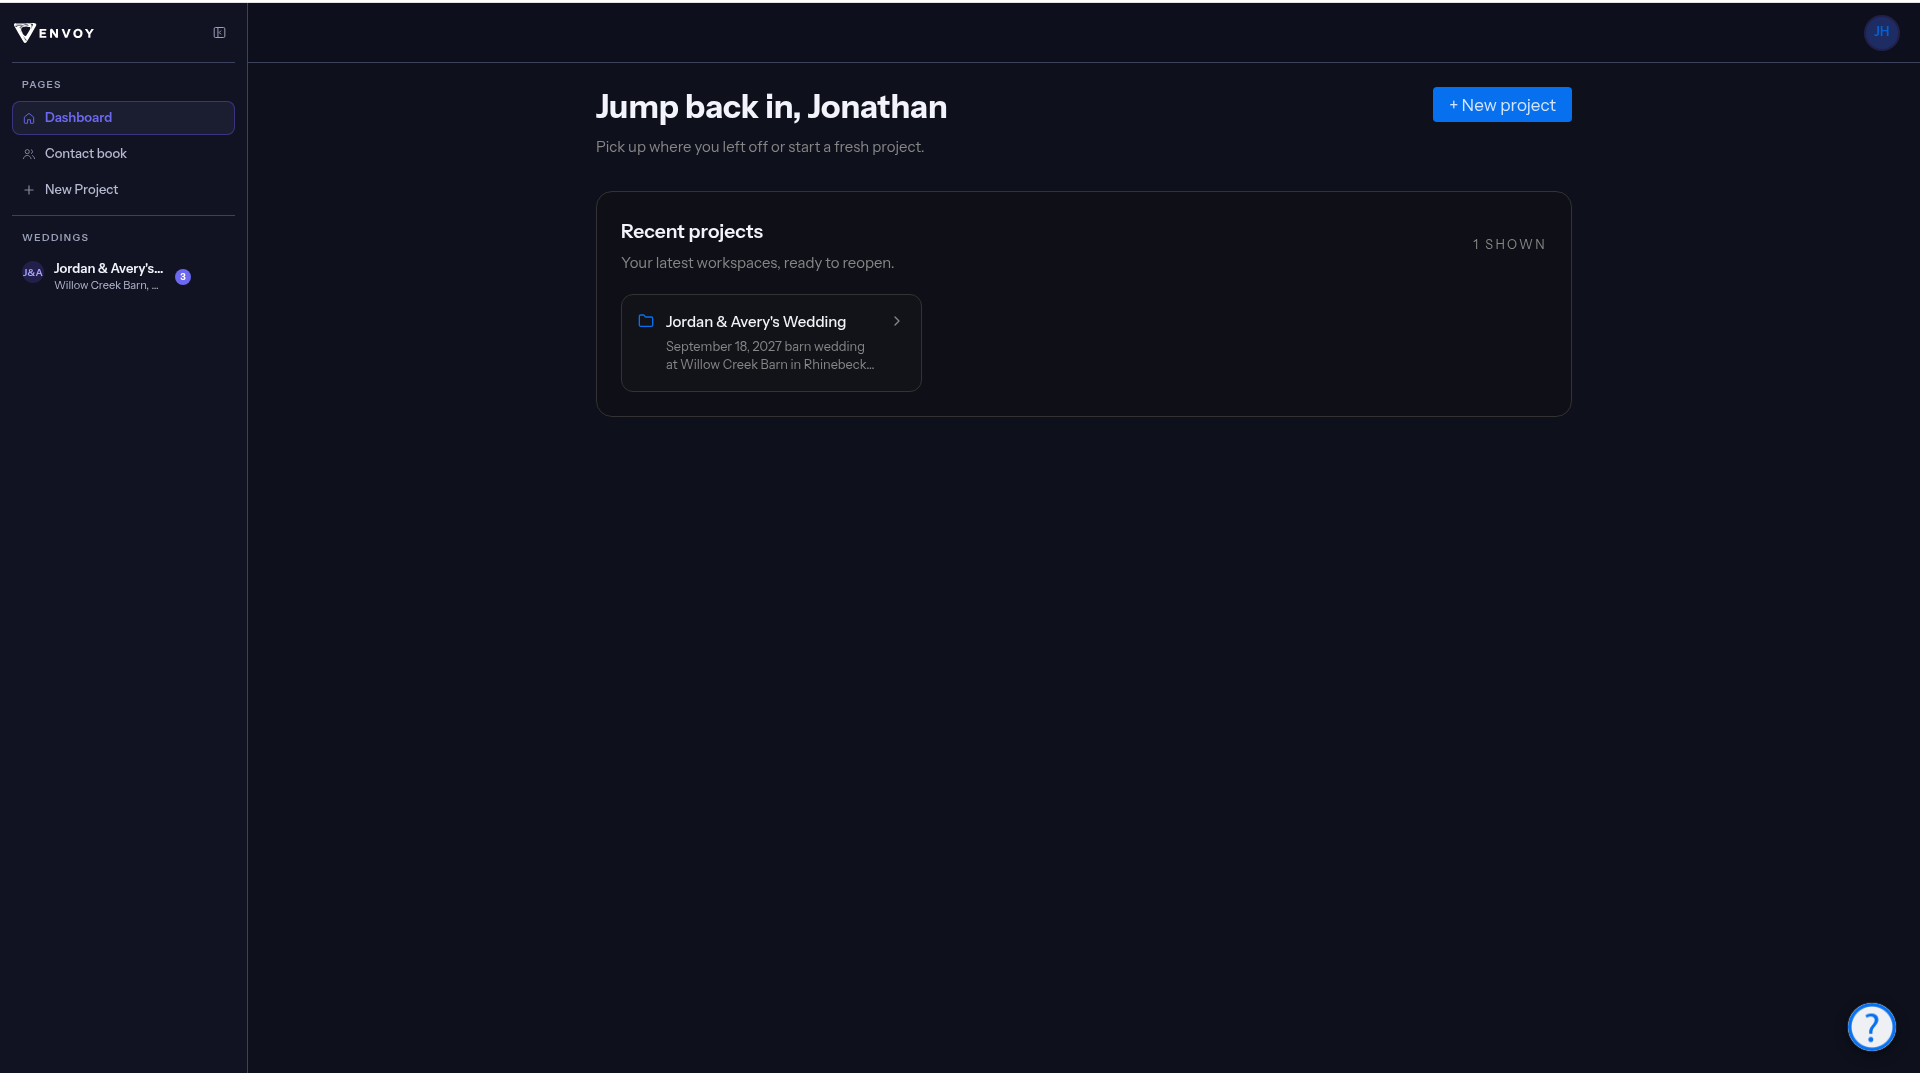 ENVOY
JH
PAGES
Dashboard
Contact book
New Project
WEDDINGS
J&A
Jordan & Avery's...
3
Willow Creek Barn, ...
Jump back in, Jonathan
+ New project
Pick up where you left off or start a fresh project.
Recent projects
1 SHOWN
Your latest workspaces, ready to reopen.
Jordan & Avery's Wedding
September 18, 2027 barn wedding
at Willow Creek Barn in Rhinebeck...
?